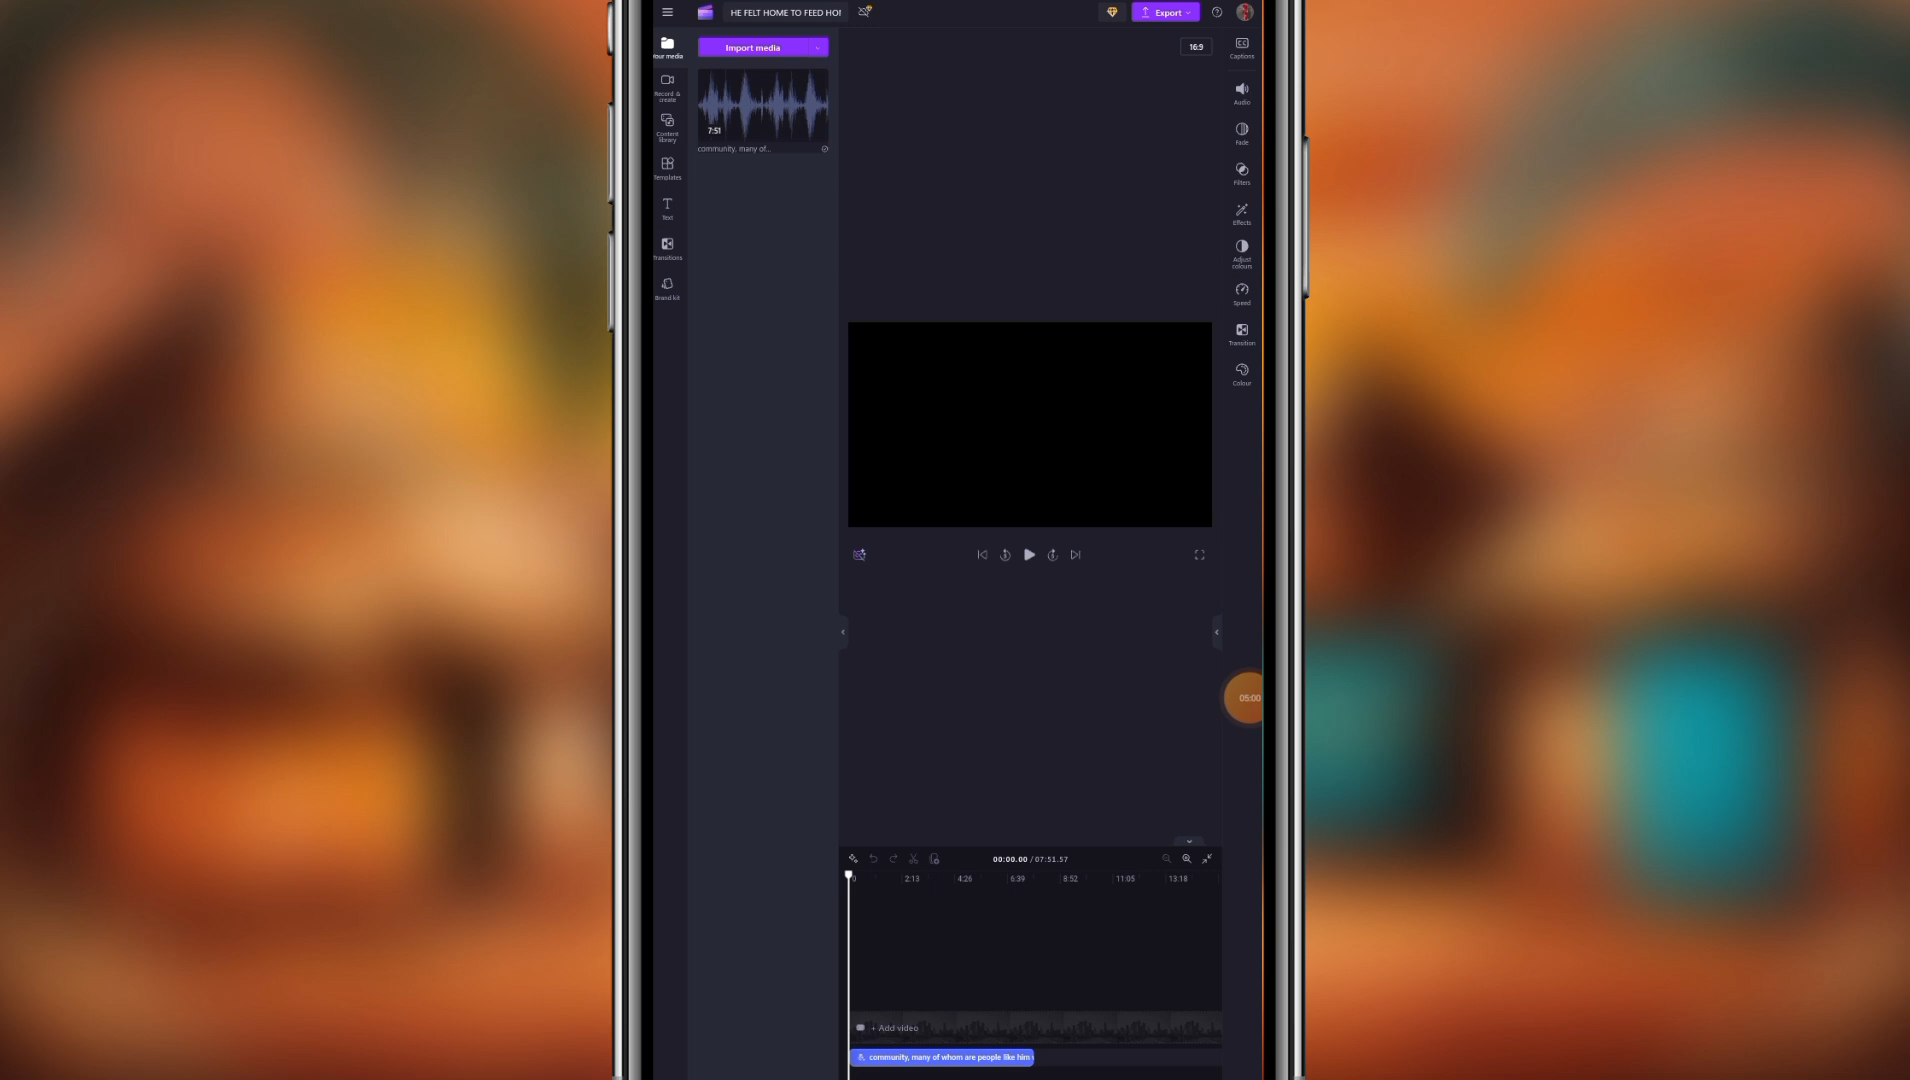 HE FELT HOME TO FEED HO
Export
Import media
16:9
Your media
Record &
create
Content
library
Templates
Text
Transitions
Brand kit
7:51
community, many of...
Captions
Audio
Fade
Filters
Effects
Adjust
colours
Speed
Transition
Colour
05:00
00:00.00 / 07:51.57
0 2:13 4:26 6:39 8:52 11:05 13:18
+ Add video
community, many of whom are people like him